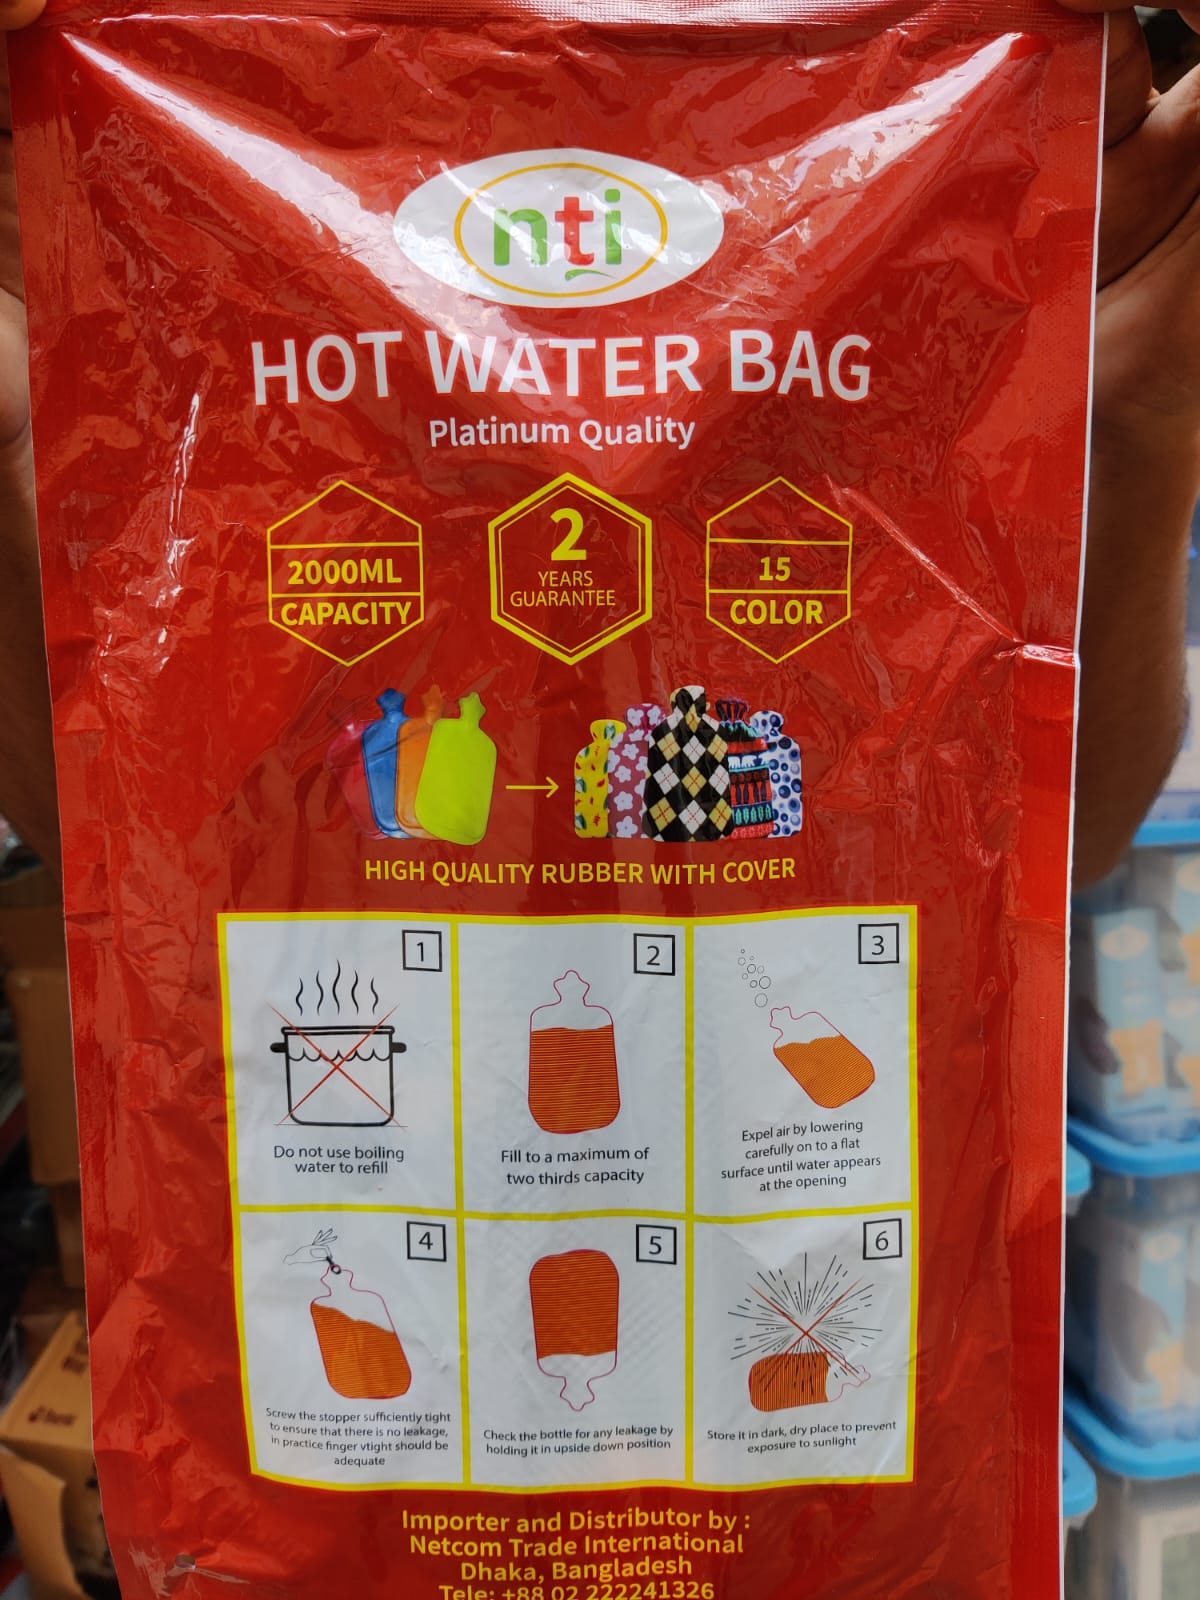 nti
HOT WATER BAG
Platinum Quality
2000ML
CAPACITY
2
YEARS
GUARANTEE
15
COLOR
HIGH QUALITY RUBBER WITH COVER
1
Do not use boiling
water to refill
2
Fill to a maximum of
two thirds capacity
3
Expel air by lowering
carefully on to a flat
surface until water appears
at the opening
4
Screw the stopper sufficiently tight
to ensure that there is no leakage,
in practice finger vtight should be
adequate
5
Check the bottle for any leakage by
holding it in upside down position
6
Store it in dark, dry place to prevent
exposure to sunlight
Importer and Distributor by :
Netcom Trade International
Dhaka, Bangladesh
Tele: +88 02 222241326